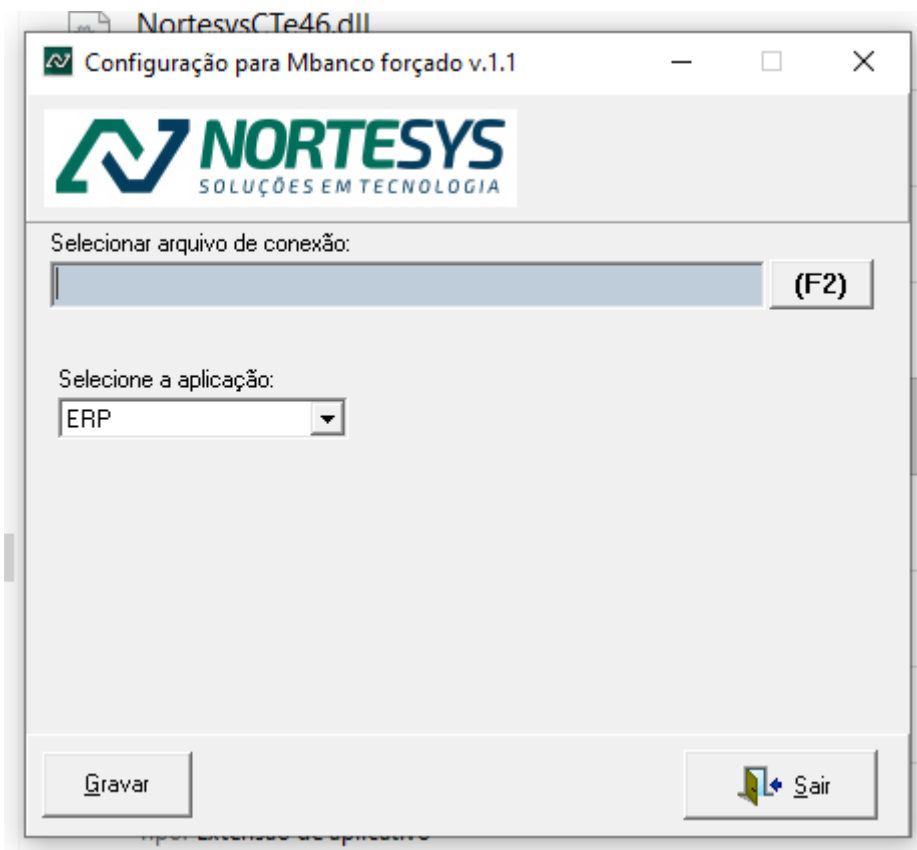 NortesysCTe46.dll
Configuração para Mbanco forçado v.1.1
NORTESYS
SOLUÇÕES EM TECNOLOGIA
Selecionar arquivo de conexão:
(F2)
Selecione a aplicação:
ERP
Gravar
Sair
Tipo: Extensão de aplicativo